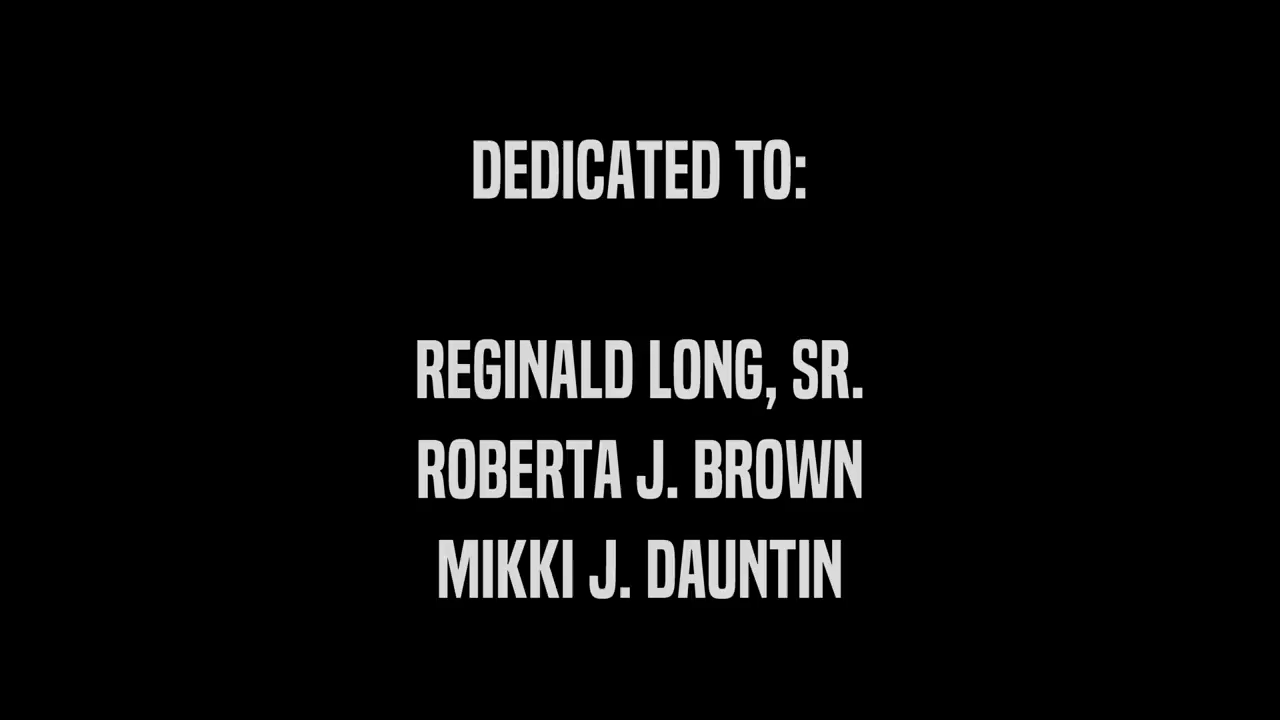 DEDICATED TO:
REGINALD LONG, SR.
ROBERTA J. BROWN
MIKKI J. DAUNTIN